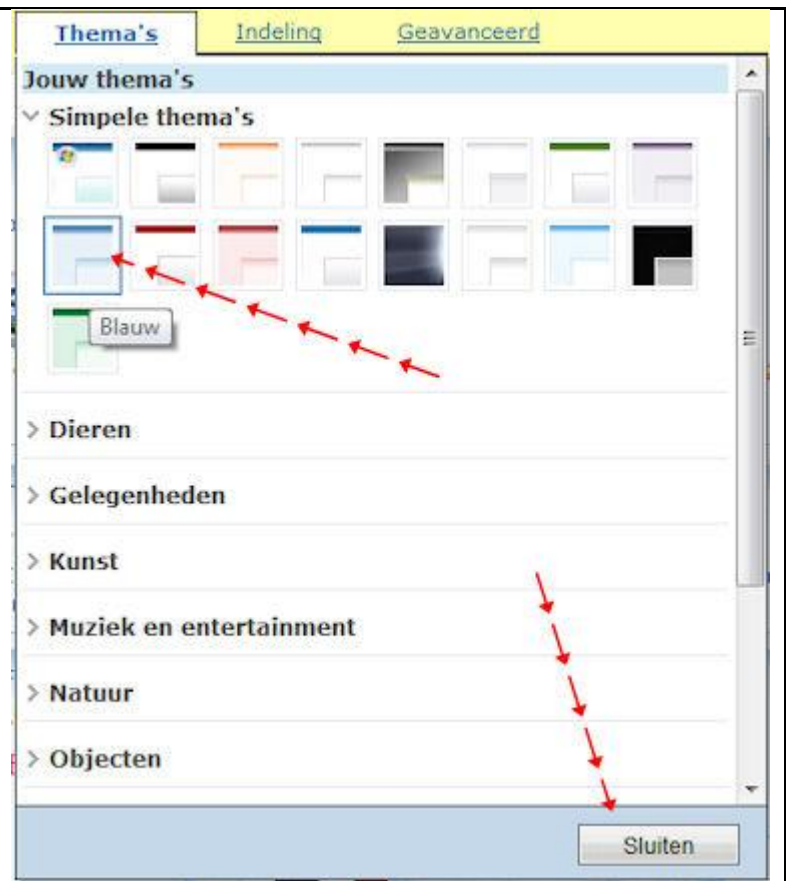 Thema's Indeling Geavanceerd
Jouw thema's
Simpele thema's
Blauw
Dieren
Gelegenheden
Kunst
Muziek en entertainment
Natuur
Objecten
Sluiten